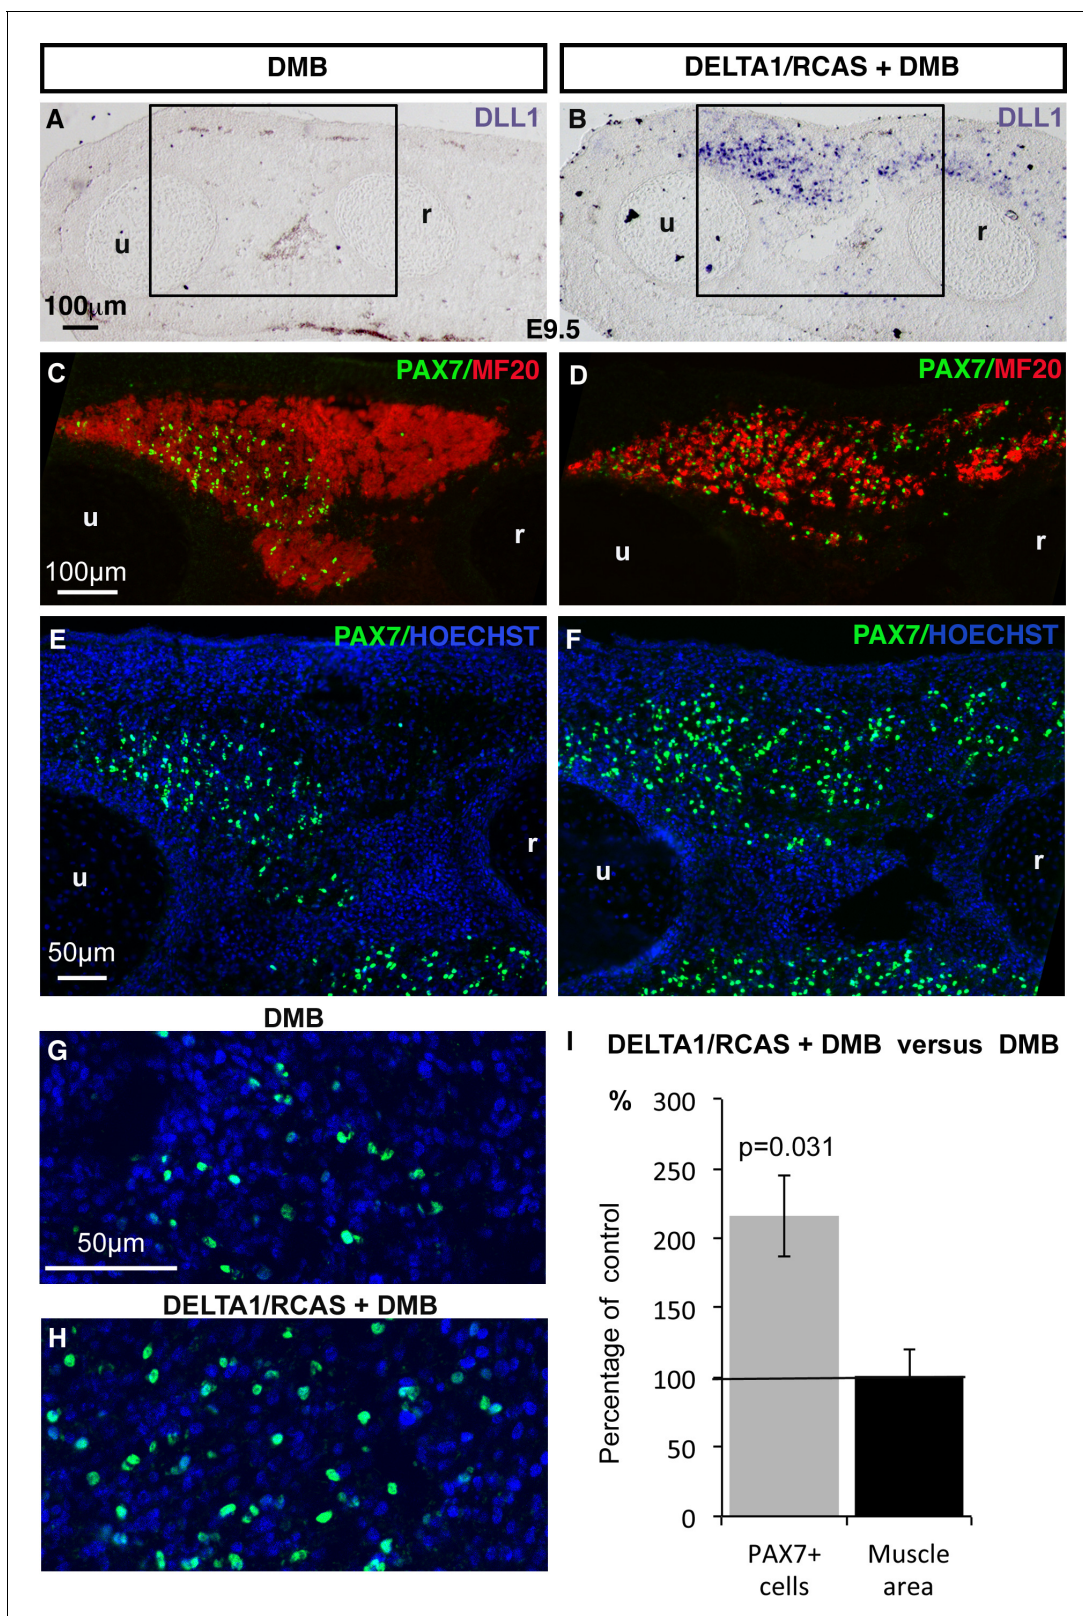 DMB
DELTA1/RCAS + DMB
A
DLL1
B
DLL1
u
r
u
r
100µm
E9.5
C
PAX7/MF20
D
PAX7/MF20
u
r
u
r
100µm
E
PAX7/HOECHST
F
PAX7/HOECHST
u
r
u
r
50µm
DMB
G
50µm
DELTA1/RCAS + DMB
H
I
DELTA1/RCAS + DMB versus DMB
%
300
250
200
150
100
50
0
p=0.031
Percentage of control
PAX7+
cells
Muscle
area